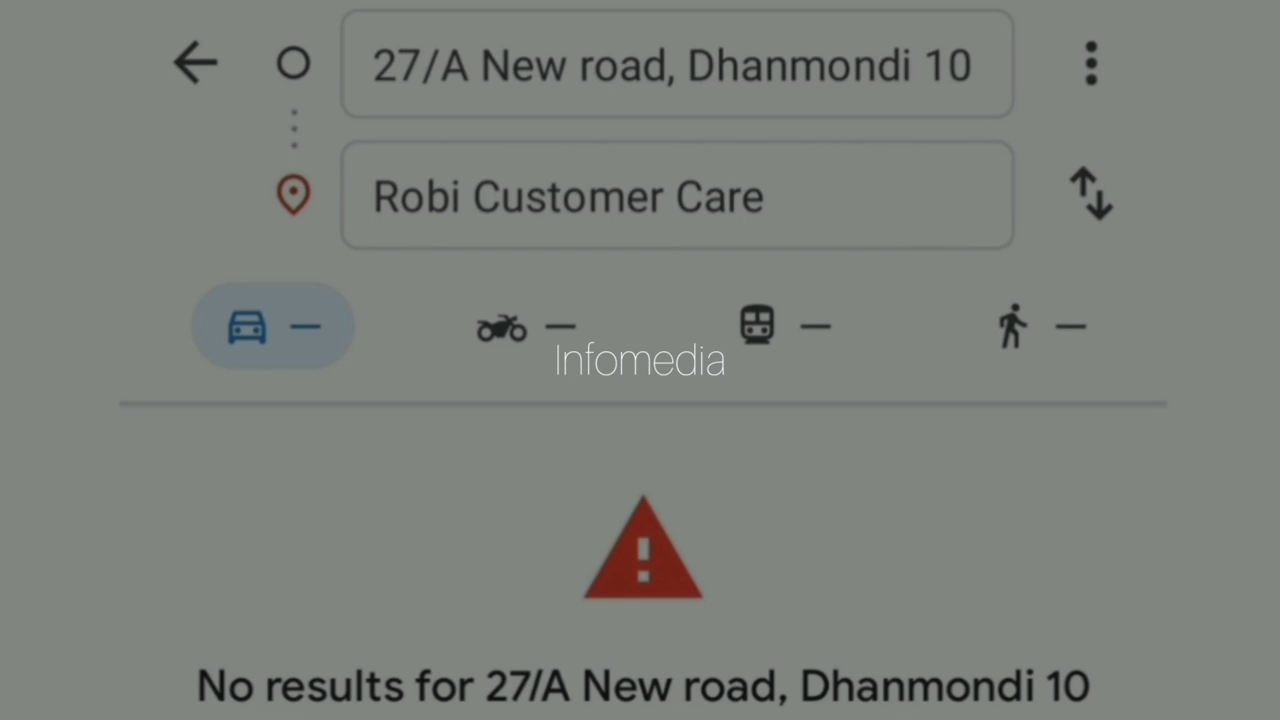 27/A New road, Dhanmondi 10
Robi Customer Care
Infomedia
No results for 27/A New road, Dhanmondi 10